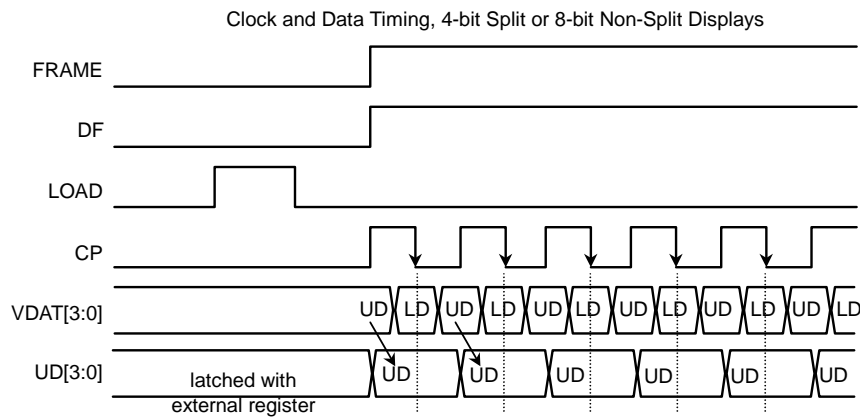 Clock and Data Timing, 4-bit Split or 8-bit Non-Split Displays
FRAME
DF
LOAD
CP
VDAT[3:0] UD LD UD LD UD LD UD LD UD LD UD LD
UD[3:0] UD UD UD UD UD UD
latched with
external register